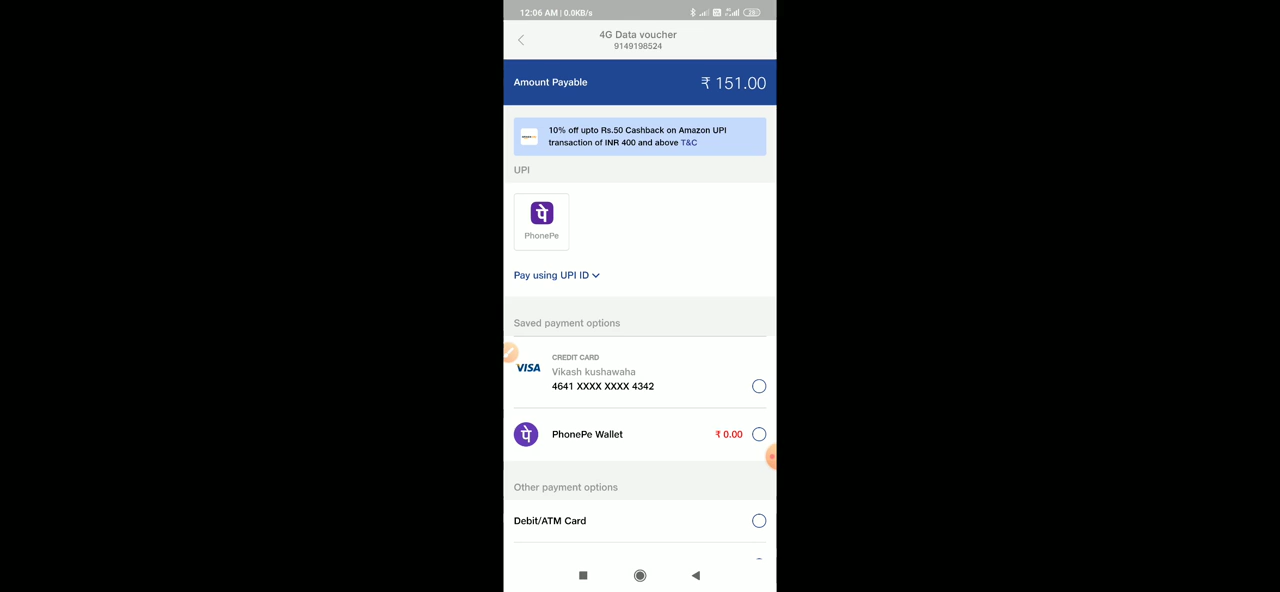 12:06 AM | 0.0KB/s
4G Data voucher
9149198524
Amount Payable ₹ 151.00
10% off upto Rs.50 Cashback on Amazon UPI
transaction of INR 400 and above T&C
UPI
पे
PhonePe
Pay using UPI ID
Saved payment options
CREDIT CARD
VISA
Vikash kushawaha
4641 XXXX XXXX 4342
पे PhonePe Wallet ₹ 0.00
Other payment options
Debit/ATM Card